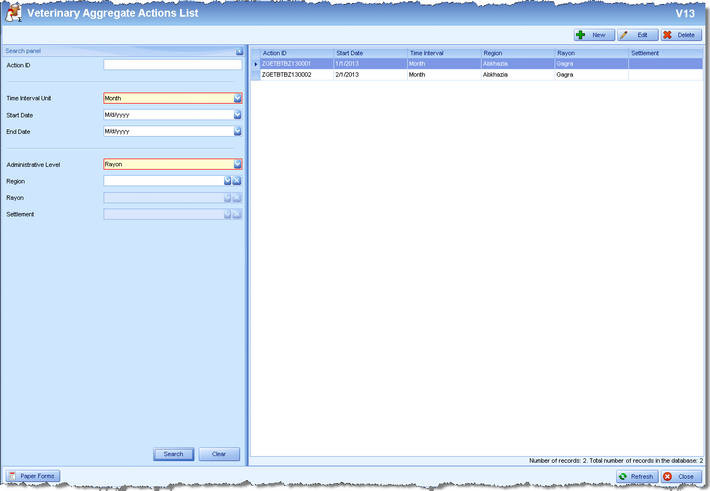 Veterinary Aggregate Actions List V13
New Edit Delete
Search panel
Action ID
Time Interval Unit Month
Start Date M/d/yyyy
End Date M/d/yyyy
Administrative Level Rayon
Region
Rayon
Settlement
Search Clear
Action ID Start Date Time Interval Region Rayon Settlement
ZGETBTBZ130001 1/1/2013 Month Abkhazia Gagra
ZGETBTBZ130002 2/1/2013 Month Abkhazia Gagra
Number of records: 2. Total number of records in the database: 2
Paper Forms Refresh Close